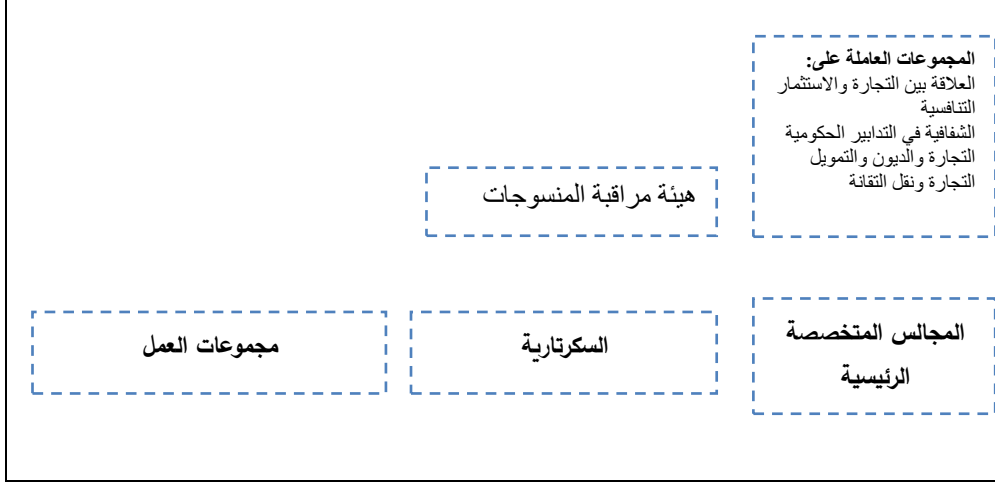 المجموعات العاملة على:
العلاقة بين التجارة والاستثمار
التنافسية
الشفافية في التدابير الحكومية
التجارة والديون والتمويل
التجارة ونقل التقانة
هيئة مراقبة المنسوجات
المجالس المتخصصة
الرئيسية
السكرتارية
مجموعات العمل